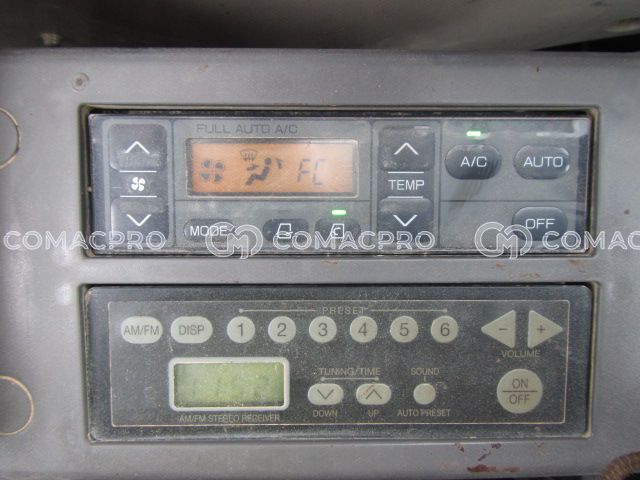 FULL AUTO A/C
FC
TEMP
A/C
AUTO
MODE
OFF
COMACPRO COMACPRO COMACPRO
PRESET
AM/FM DISP 1 2 3 4 5 6 - +
VOLUME
TUNING/TIME SOUND
ON
OFF
DOWN UP AUTO PRESET
AM/FM STEREO RECEIVER